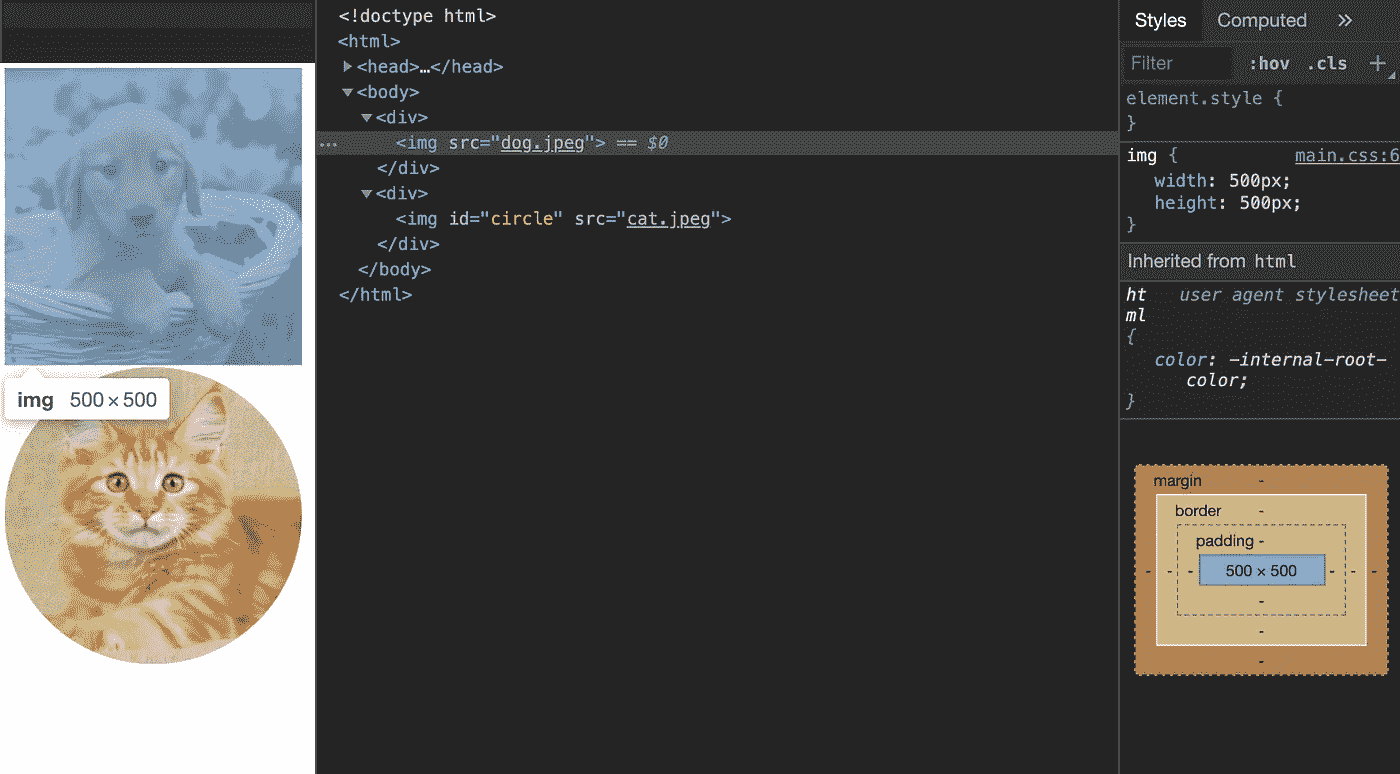 img 500 × 500
<!doctype html>
<html>
<head>…</head>
<body>
<div>
… <img src="dog.jpeg"> == $0
</div>
<div>
<img id="circle" src="cat.jpeg">
</div>
</body>
</html>
Styles Computed »
Filter :hov .cls +
element.style {
}
img { main.css:6
width: 500px;
height: 500px;
}
Inherited from html
ht user agent stylesheet
ml
{
color: -internal-root-
color;
}
margin -
border -
padding -
- - - 500 × 500 - - -
-
-
-